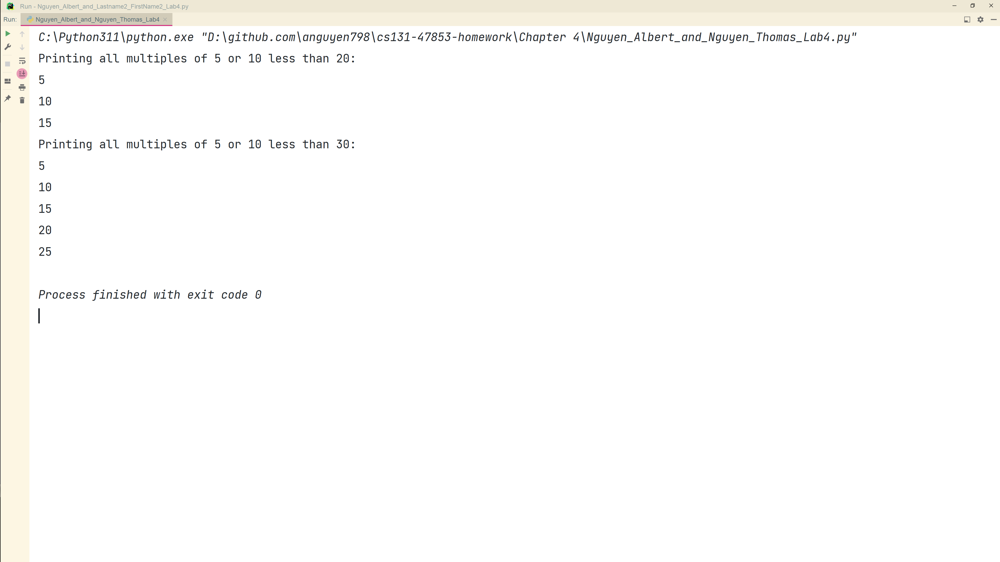 Run - Nguyen_Albert_and_Lastname2_FirstName2_Lab4.py
Run: Nguyen_Albert_and_Nguyen_Thomas_Lab4
C:\Python311\python.exe "D:\github.com\anguyen798\cs131-47853-homework\Chapter 4\Nguyen_Albert_and_Nguyen_Thomas_Lab4.py"
Printing all multiples of 5 or 10 less than 20:
5
10
15
Printing all multiples of 5 or 10 less than 30:
5
10
15
20
25
Process finished with exit code 0